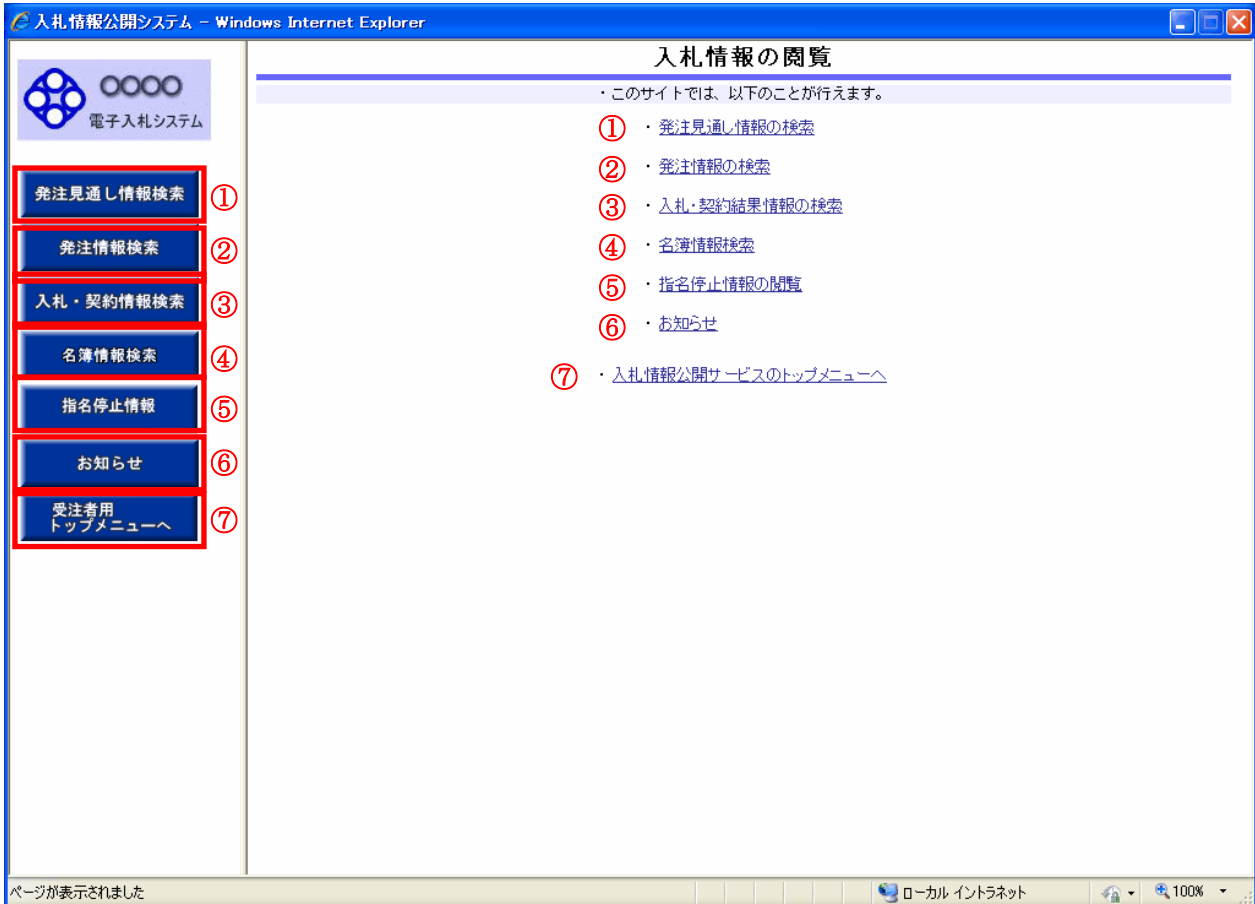 入札情報公開システム - Windows Internet Explorer
○○○○
電子入札システム
発注見通し情報検索 ①
発注情報検索 ②
入札・契約情報検索 ③
名簿情報検索 ④
指名停止情報 ⑤
お知らせ ⑥
受注者用
トップメニューへ ⑦
入札情報の閲覧
・このサイトでは、以下のことが行えます。
① ・発注見通し情報の検索
② ・発注情報の検索
③ ・入札・契約結果情報の検索
④ ・名簿情報検索
⑤ ・指名停止情報の閲覧
⑥ ・お知らせ
⑦ ・入札情報公開サービスのトップメニューへ
ページが表示されました
ローカル イントラネット
100%